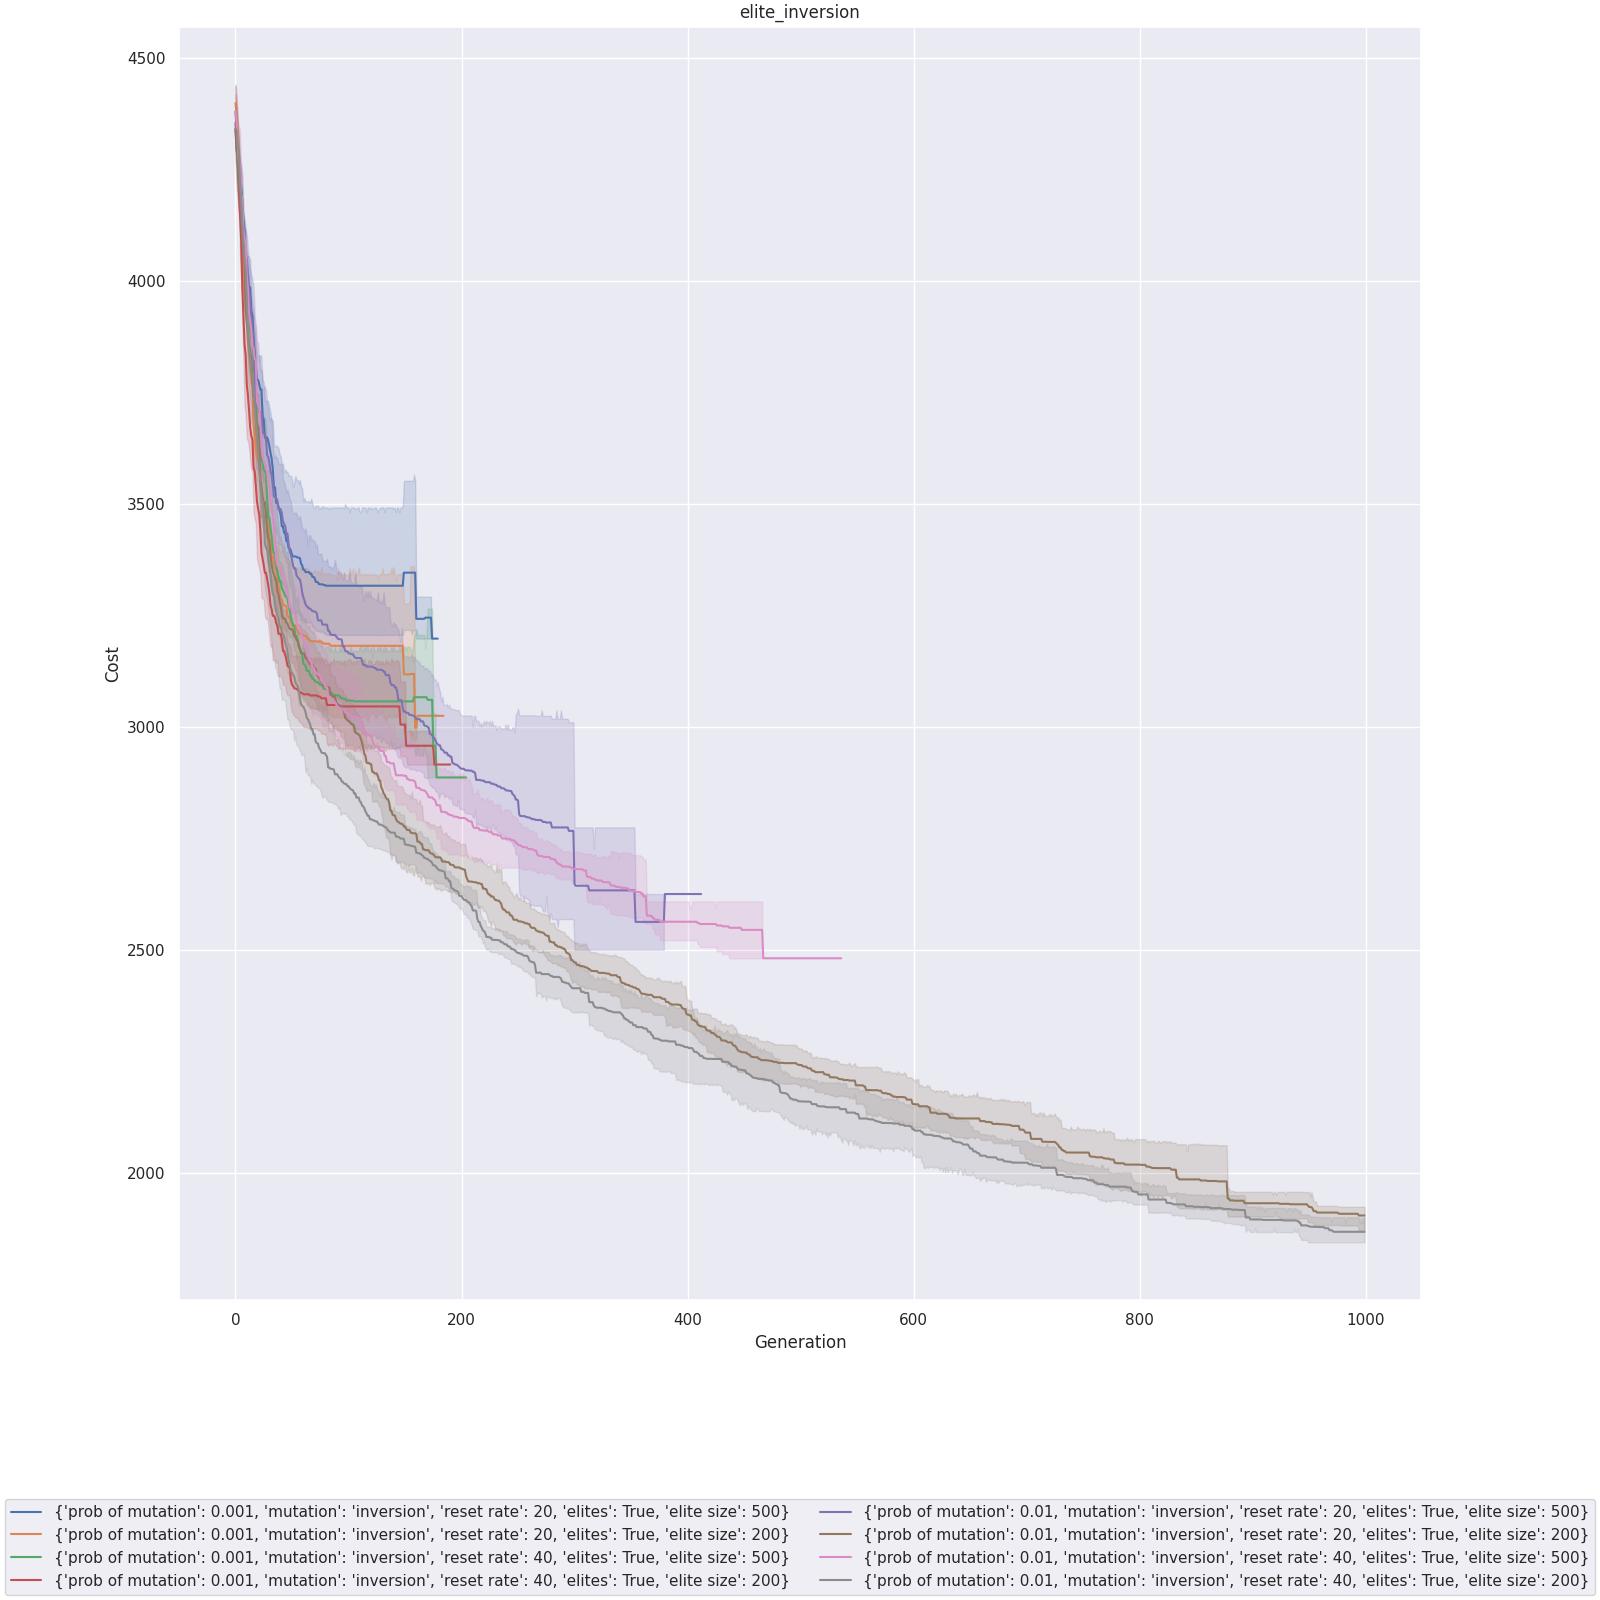 elite_inversion
4500
4000
3500
3000
2500
2000
Cost
0 200 400 600 800 1000
Generation
{'prob of mutation': 0.001, 'mutation': 'inversion', 'reset rate': 20, 'elites': True, 'elite size': 500}
{'prob of mutation': 0.001, 'mutation': 'inversion', 'reset rate': 20, 'elites': True, 'elite size': 200}
{'prob of mutation': 0.001, 'mutation': 'inversion', 'reset rate': 40, 'elites': True, 'elite size': 500}
{'prob of mutation': 0.001, 'mutation': 'inversion', 'reset rate': 40, 'elites': True, 'elite size': 200}
{'prob of mutation': 0.01, 'mutation': 'inversion', 'reset rate': 20, 'elites': True, 'elite size': 500}
{'prob of mutation': 0.01, 'mutation': 'inversion', 'reset rate': 20, 'elites': True, 'elite size': 200}
{'prob of mutation': 0.01, 'mutation': 'inversion', 'reset rate': 40, 'elites': True, 'elite size': 500}
{'prob of mutation': 0.01, 'mutation': 'inversion', 'reset rate': 40, 'elites': True, 'elite size': 200}